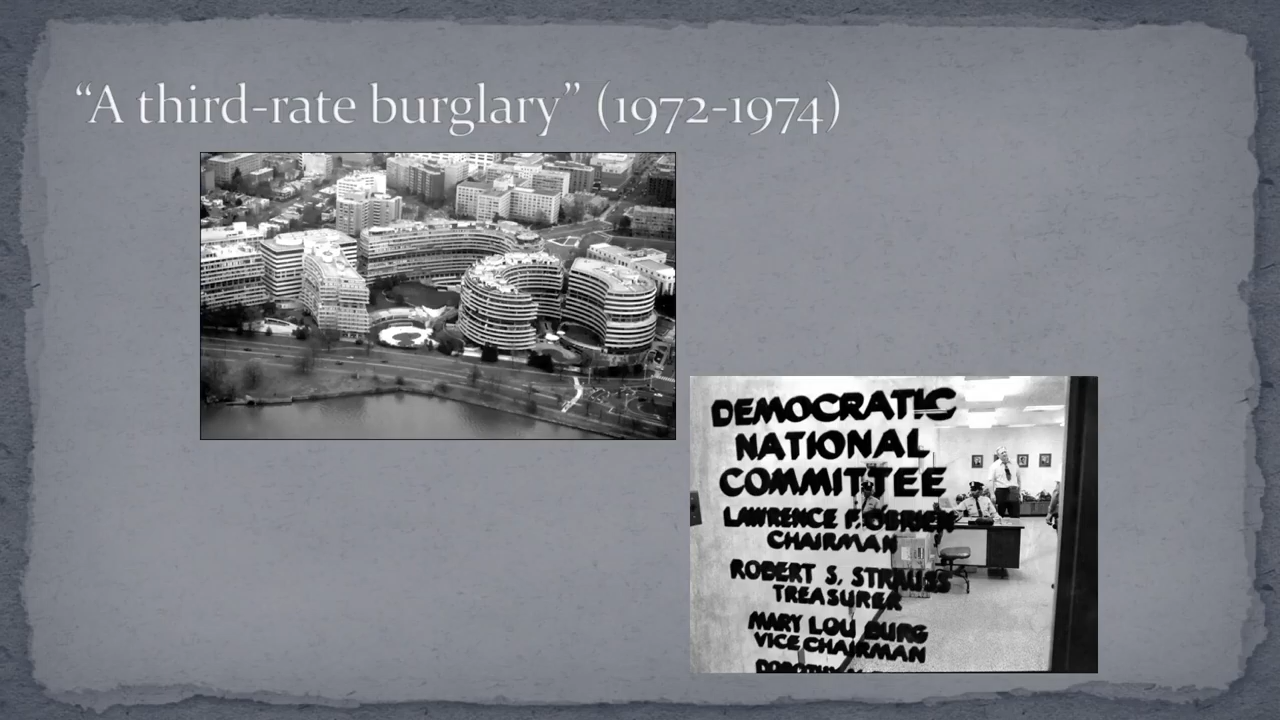 “A third-rate burglary” (1972-1974)
DEMOCRATIC
NATIONAL
COMMITTEE
LAWRENCE F. O'BRIEN
CHAIRMAN
ROBERT S. STRAUSS
TREASURER
MARY LOU BURG
VICE CHAIRMAN